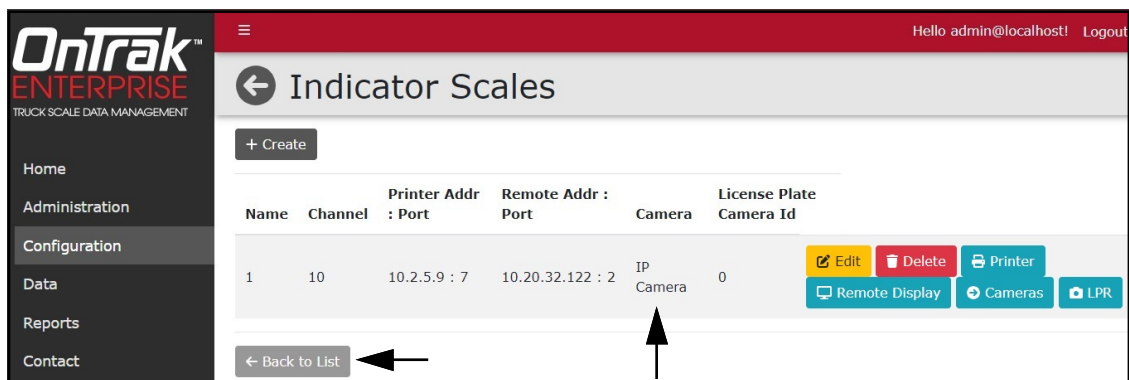 OnTrak™
ENTERPRISE
TRUCK SCALE DATA MANAGEMENT
Home
Administration
Configuration
Data
Reports
Contact
Hello admin@localhost! Logout
Indicator Scales
+ Create
Name Channel Printer Addr : Port Remote Addr : Port Camera License Plate Camera Id
1 10 10.2.5.9 : 7 10.20.32.122 : 2 IP Camera 0
Edit Delete Printer
Remote Display Cameras LPR
← Back to List